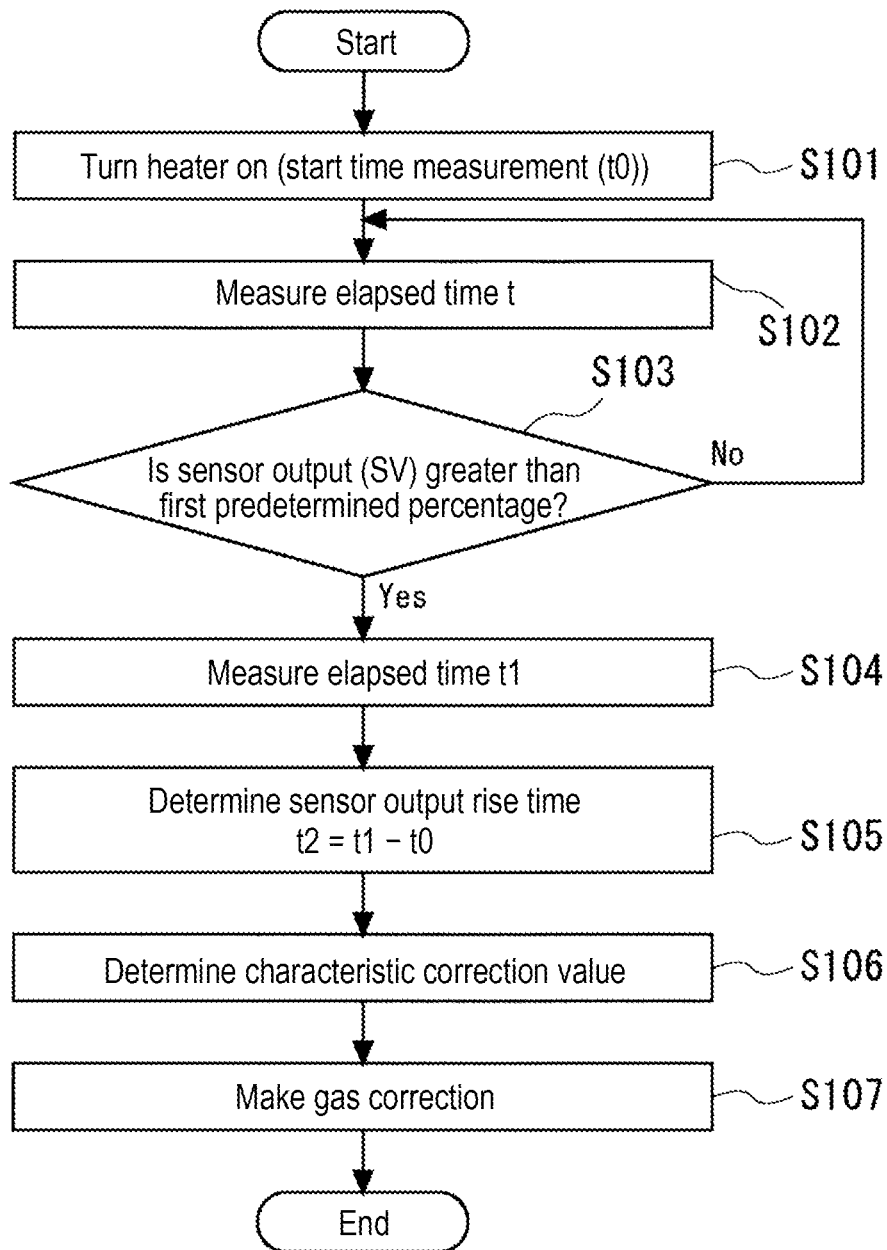 Start
Turn heater on (start time measurement (t0))
S101
Measure elapsed time t
S102
S103
Is sensor output (SV) greater than
first predetermined percentage?
No
Yes
Measure elapsed time t1
S104
Determine sensor output rise time
t2 = t1 − t0
S105
Determine characteristic correction value
S106
Make gas correction
S107
End